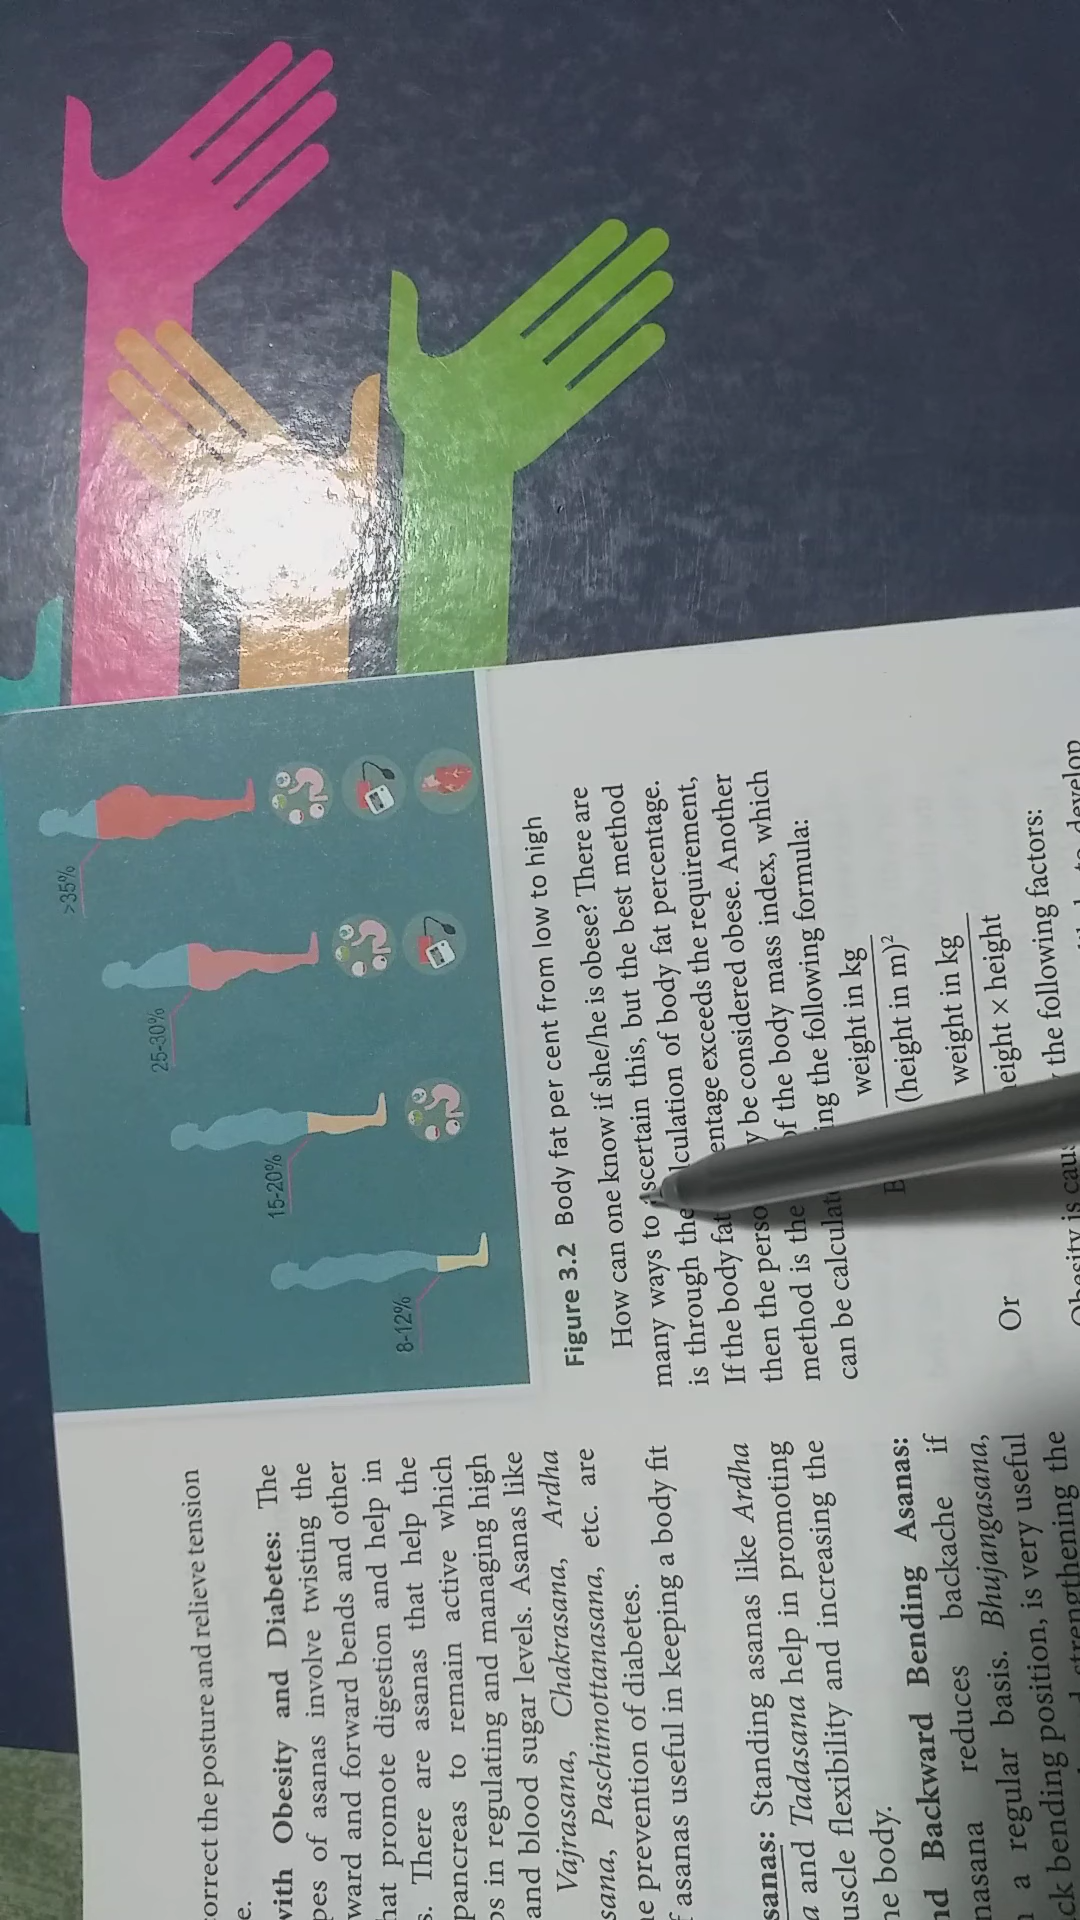 orrect the posture and relieve tension
e.
with Obesity and Diabetes: The
pes of asanas involve twisting the
ward and forward bends and other
hat promote digestion and help in
s. There are asanas that help the
pancreas to remain active which
ps in regulating and managing high
and blood sugar levels. Asanas like
Vajrasana, Chakrasana, Ardha
sana, Paschimottanasana, etc. are
e prevention of diabetes.
f asanas useful in keeping a body fit
sanas: Standing asanas like Ardha
a and Tadasana help in promoting
uscle flexibility and increasing the
he body.
nd Backward Bending Asanas:
nasana reduces backache if
n a regular basis. Bhujangasana,
ck bending position, is very useful
strengthening the
8-12%
15-20%
25-30%
>35%
Figure 3.2 Body fat per cent from low to high
How can one know if she/he is obese? There are
many ways to scertain this, but the best method
is through the lculation of body fat percentage.
If the body fat entage exceeds the requirement,
then the perso y be considered obese. Another
method is the of the body mass index, which
can be calculat ing the following formula:
weight in kg
(height in m)²
Or
weight in kg
eight × height
Obesity is cau the following factors:
develop